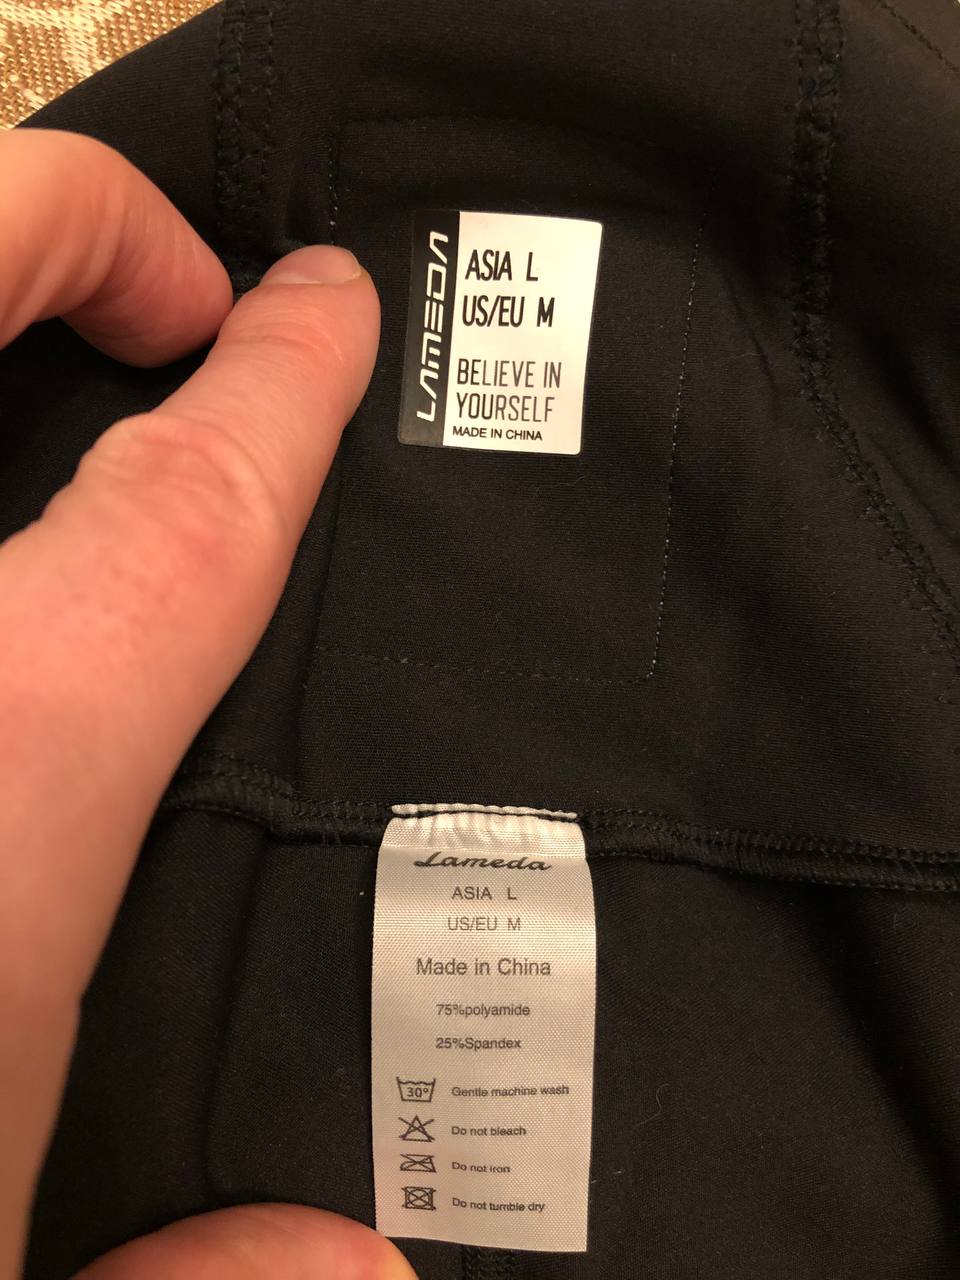 LAMEDA
ASIA L
US/EU M
BELIEVE IN
YOURSELF
MADE IN CHINA
Lameda
ASIA L
US/EU M
Made in China
75%polyamide
25%Spandex
30° Gentle machine wash
Do not bleach
Do not iron
Do not tumble dry